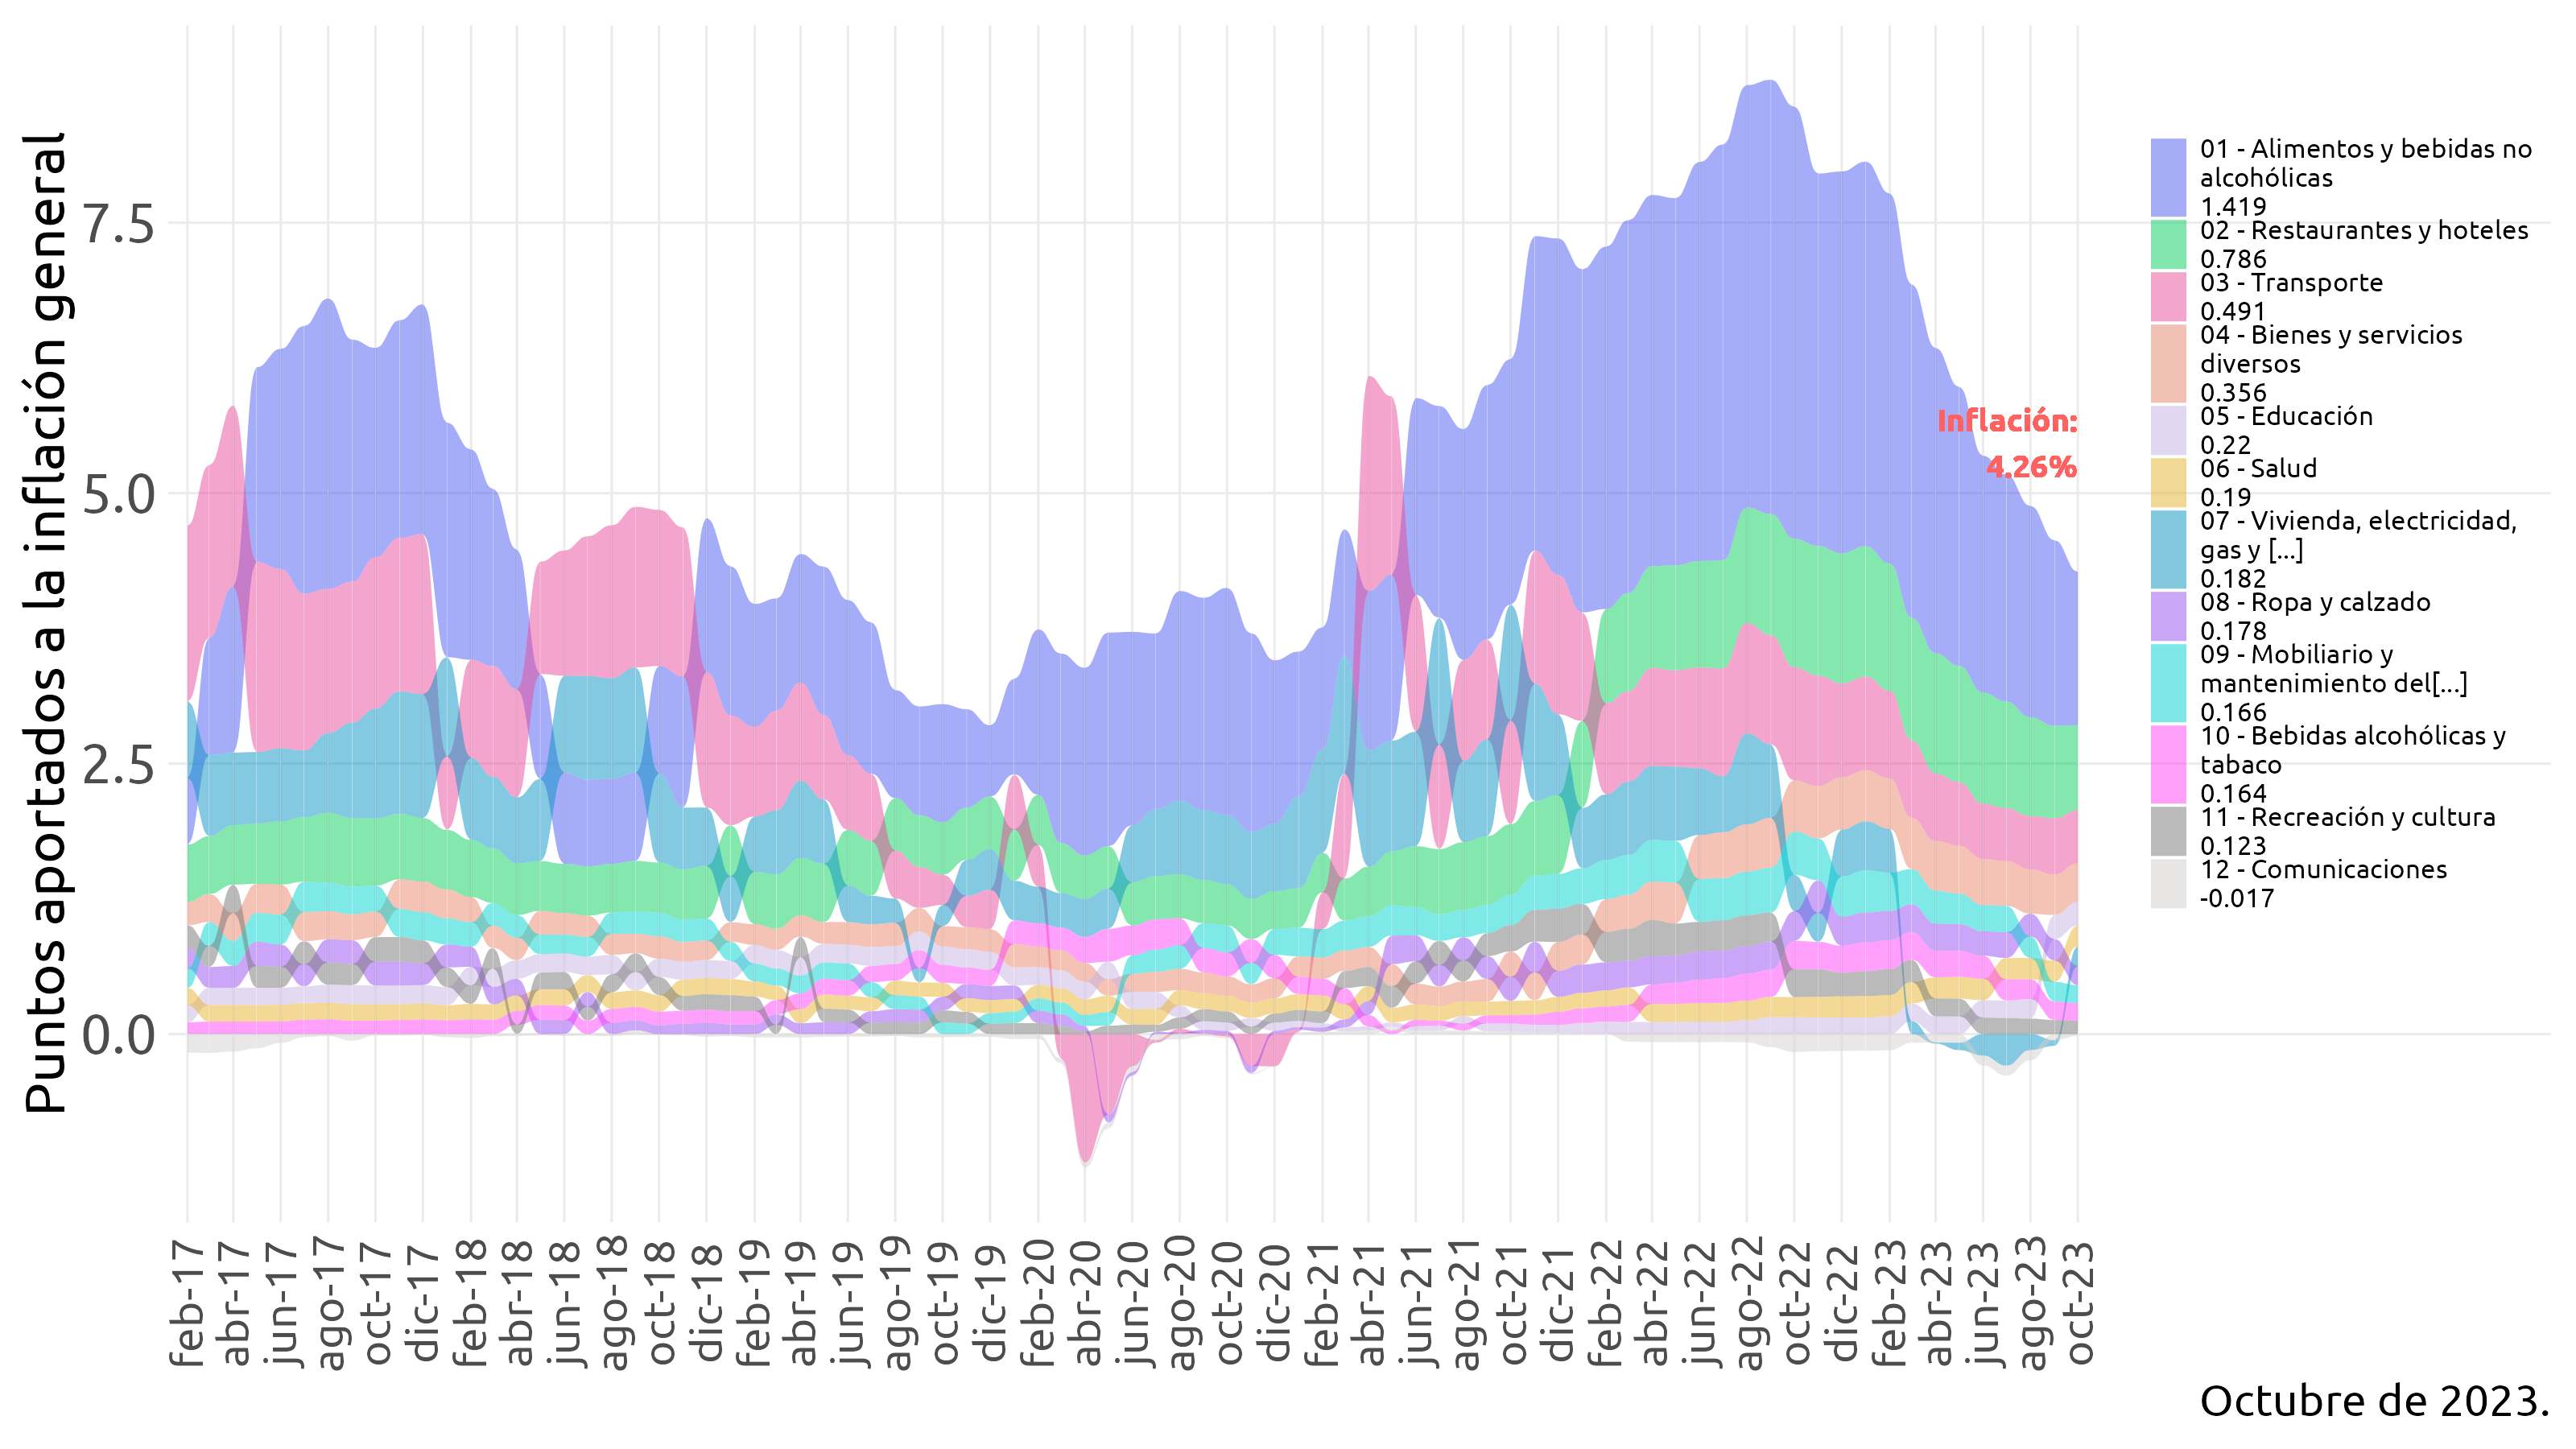 Puntos aportados a la inflación general
7.5
5.0
2.5
0.0
feb-17
abr-17
jun-17
ago-17
oct-17
dic-17
feb-18
abr-18
jun-18
ago-18
oct-18
dic-18
feb-19
abr-19
jun-19
ago-19
oct-19
dic-19
feb-20
abr-20
jun-20
ago-20
oct-20
dic-20
feb-21
abr-21
jun-21
ago-21
oct-21
dic-21
feb-22
abr-22
jun-22
ago-22
oct-22
dic-22
feb-23
abr-23
jun-23
ago-23
oct-23
Inflación:
4.26%
01 - Alimentos y bebidas no
alcohólicas
1.419
02 - Restaurantes y hoteles
0.786
03 - Transporte
0.491
04 - Bienes y servicios
diversos
0.356
05 - Educación
0.22
06 - Salud
0.19
07 - Vivienda, electricidad,
gas y [...]
0.182
08 - Ropa y calzado
0.178
09 - Mobiliario y
mantenimiento del[...]
0.166
10 - Bebidas alcohólicas y
tabaco
0.164
11 - Recreación y cultura
0.123
12 - Comunicaciones
-0.017
Octubre de 2023.